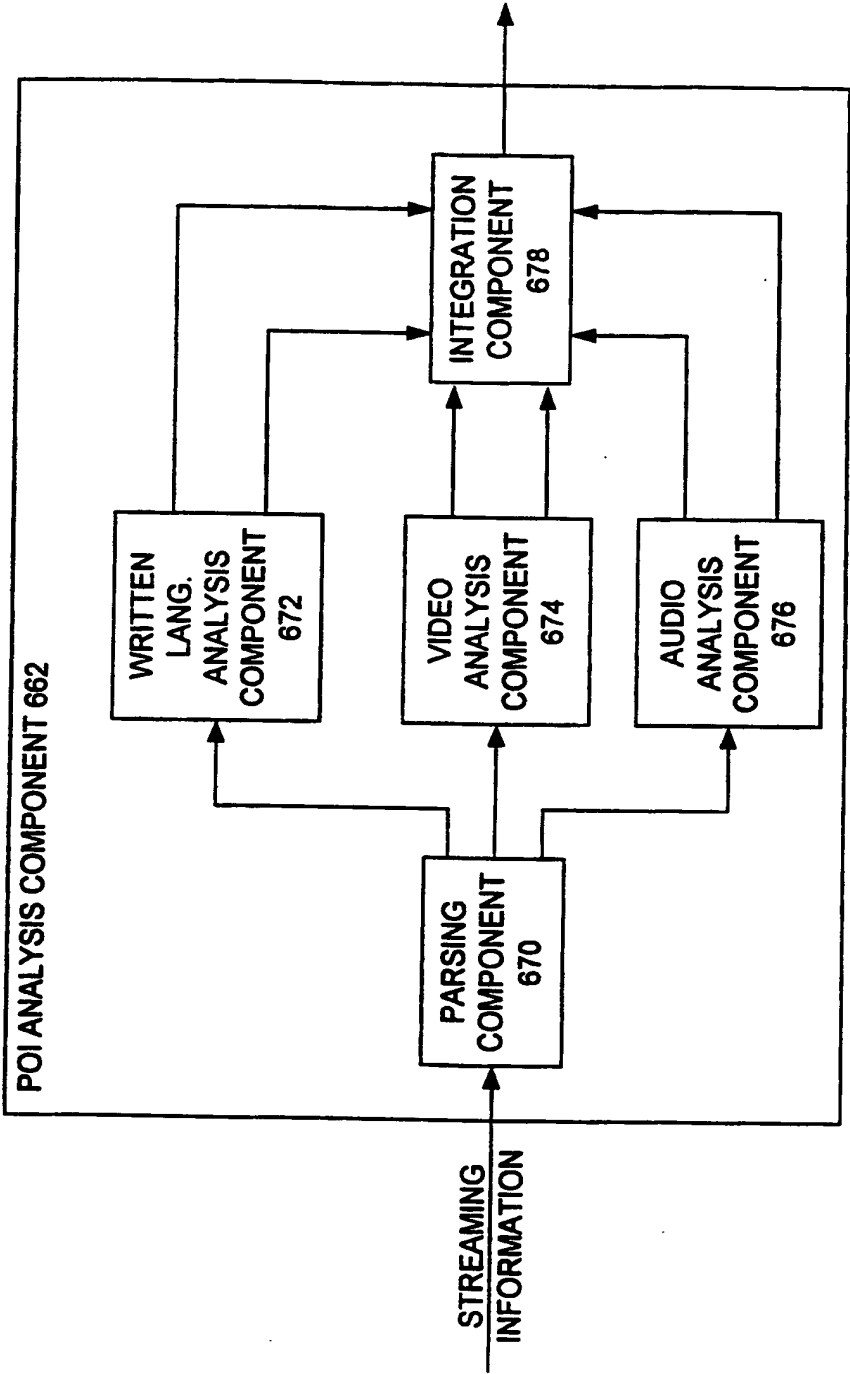 POI ANALYSIS COMPONENT 662
STREAMING
INFORMATION
PARSING
COMPONENT
670
WRITTEN
LANG.
ANALYSIS
COMPONENT
672
VIDEO
ANALYSIS
COMPONENT
674
AUDIO
ANALYSIS
COMPONENT
676
INTEGRATION
COMPONENT
678